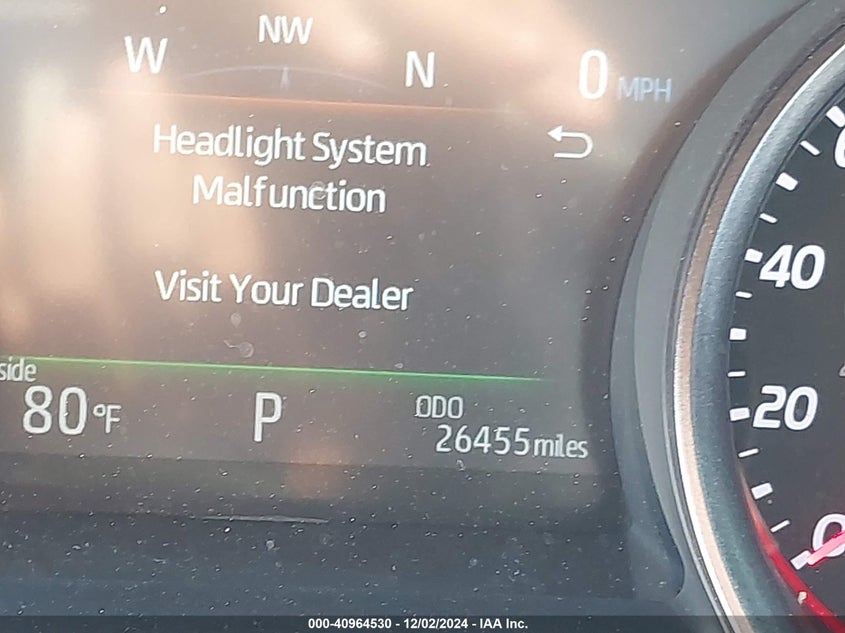 NW
W N 0 MPH
Headlight System
Malfunction
Visit Your Dealer
side
80°F P ODO
26455 miles
40
20
0
000-40964530 - 12/02/2024 - IAA Inc.